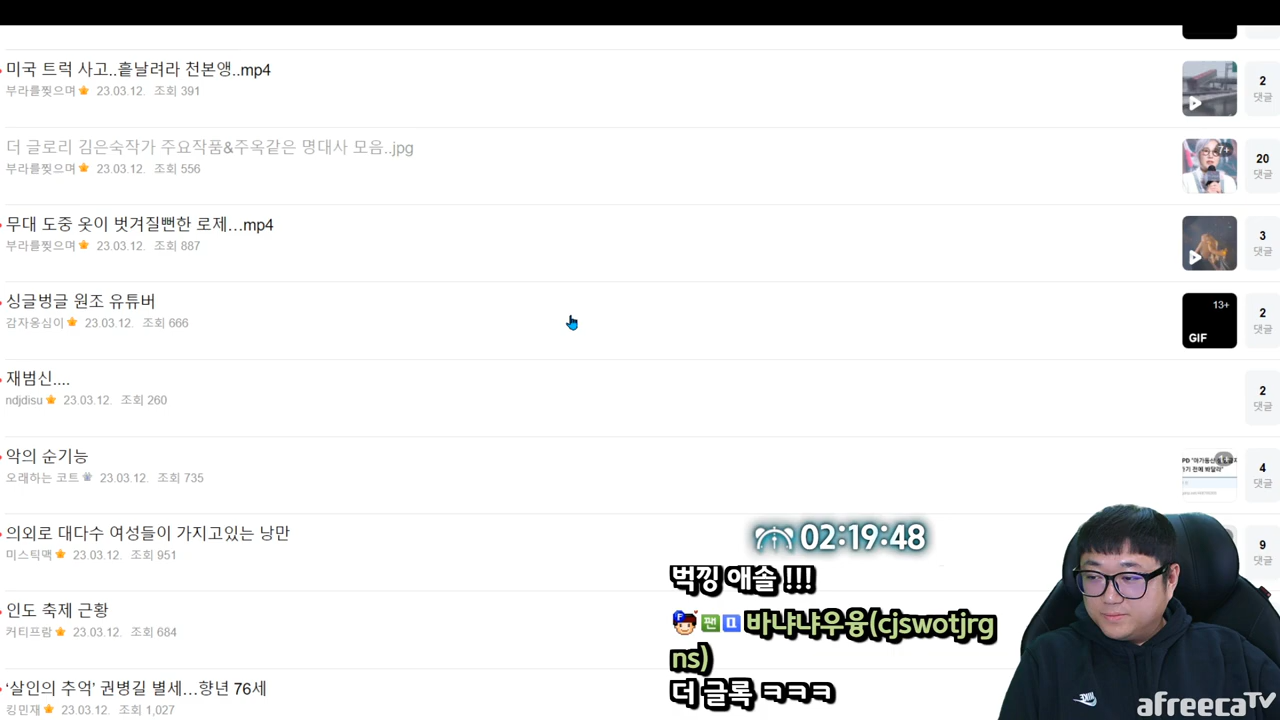 미국 트럭 사고..흩날려라 천본앵..mp4
부라를찢으며 23.03.12. 조회 391
2
댓글
더 글로리 김은숙작가 주요작품&주옥같은 명대사 모음..jpg
부라를찢으며 23.03.12. 조회 556
7+
20
댓글
무대 도중 옷이 벗겨질뻔한 로제…mp4
부라를찢으며 23.03.12. 조회 887
3
댓글
싱글벙글 원조 유튜버
감자옹심이 23.03.12. 조회 666
13+
GIF
2
댓글
재범신....
ndjdisu 23.03.12. 조회 260
2
댓글
악의 순기능
오래하는 코트 23.03.12. 조회 735
4
댓글
의외로 대다수 여성들이 가지고있는 낭만
미스틱맥 23.03.12. 조회 951
9
댓글
인도 축제 근황
커티프람 23.03.12. 조회 684
'살인의 추억' 권병길 별세…향년 76세
23.03.12. 조회 1,027
02:19:48
벅낑 애솔 !!!
F 팬 바냐냐우융(cjswotjrg
ns)
더 글록 ㅋㅋㅋ
afreecaTV